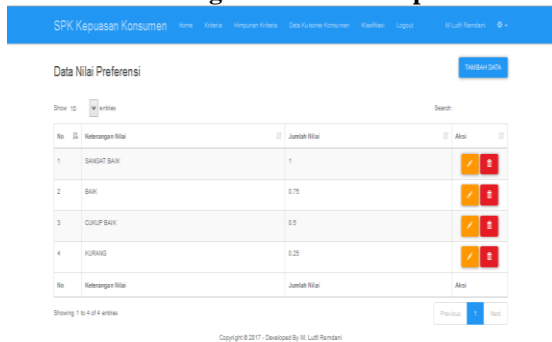 SPK Kepuasan Konsumen Home Kriteria Himpunan Kriteria Data Kuisoner Konsumen Klasifikasi Logout M Lutfi Ramdani
Data Nilai Preferensi TAMBAH DATA
Show 10 entries Search:
No Keterangan Nilai Jumlah Nilai Aksi
1 SANGAT BAIK 1
2 BAIK 0.75
3 CUKUP BAIK 0.5
4 KURANG 0.25
No Keterangan Nilai Jumlah Nilai Aksi
Showing 1 to 4 of 4 entries Previous 1 Next
Copyright © 2017 - Developed By M. Lutfi Ramdani